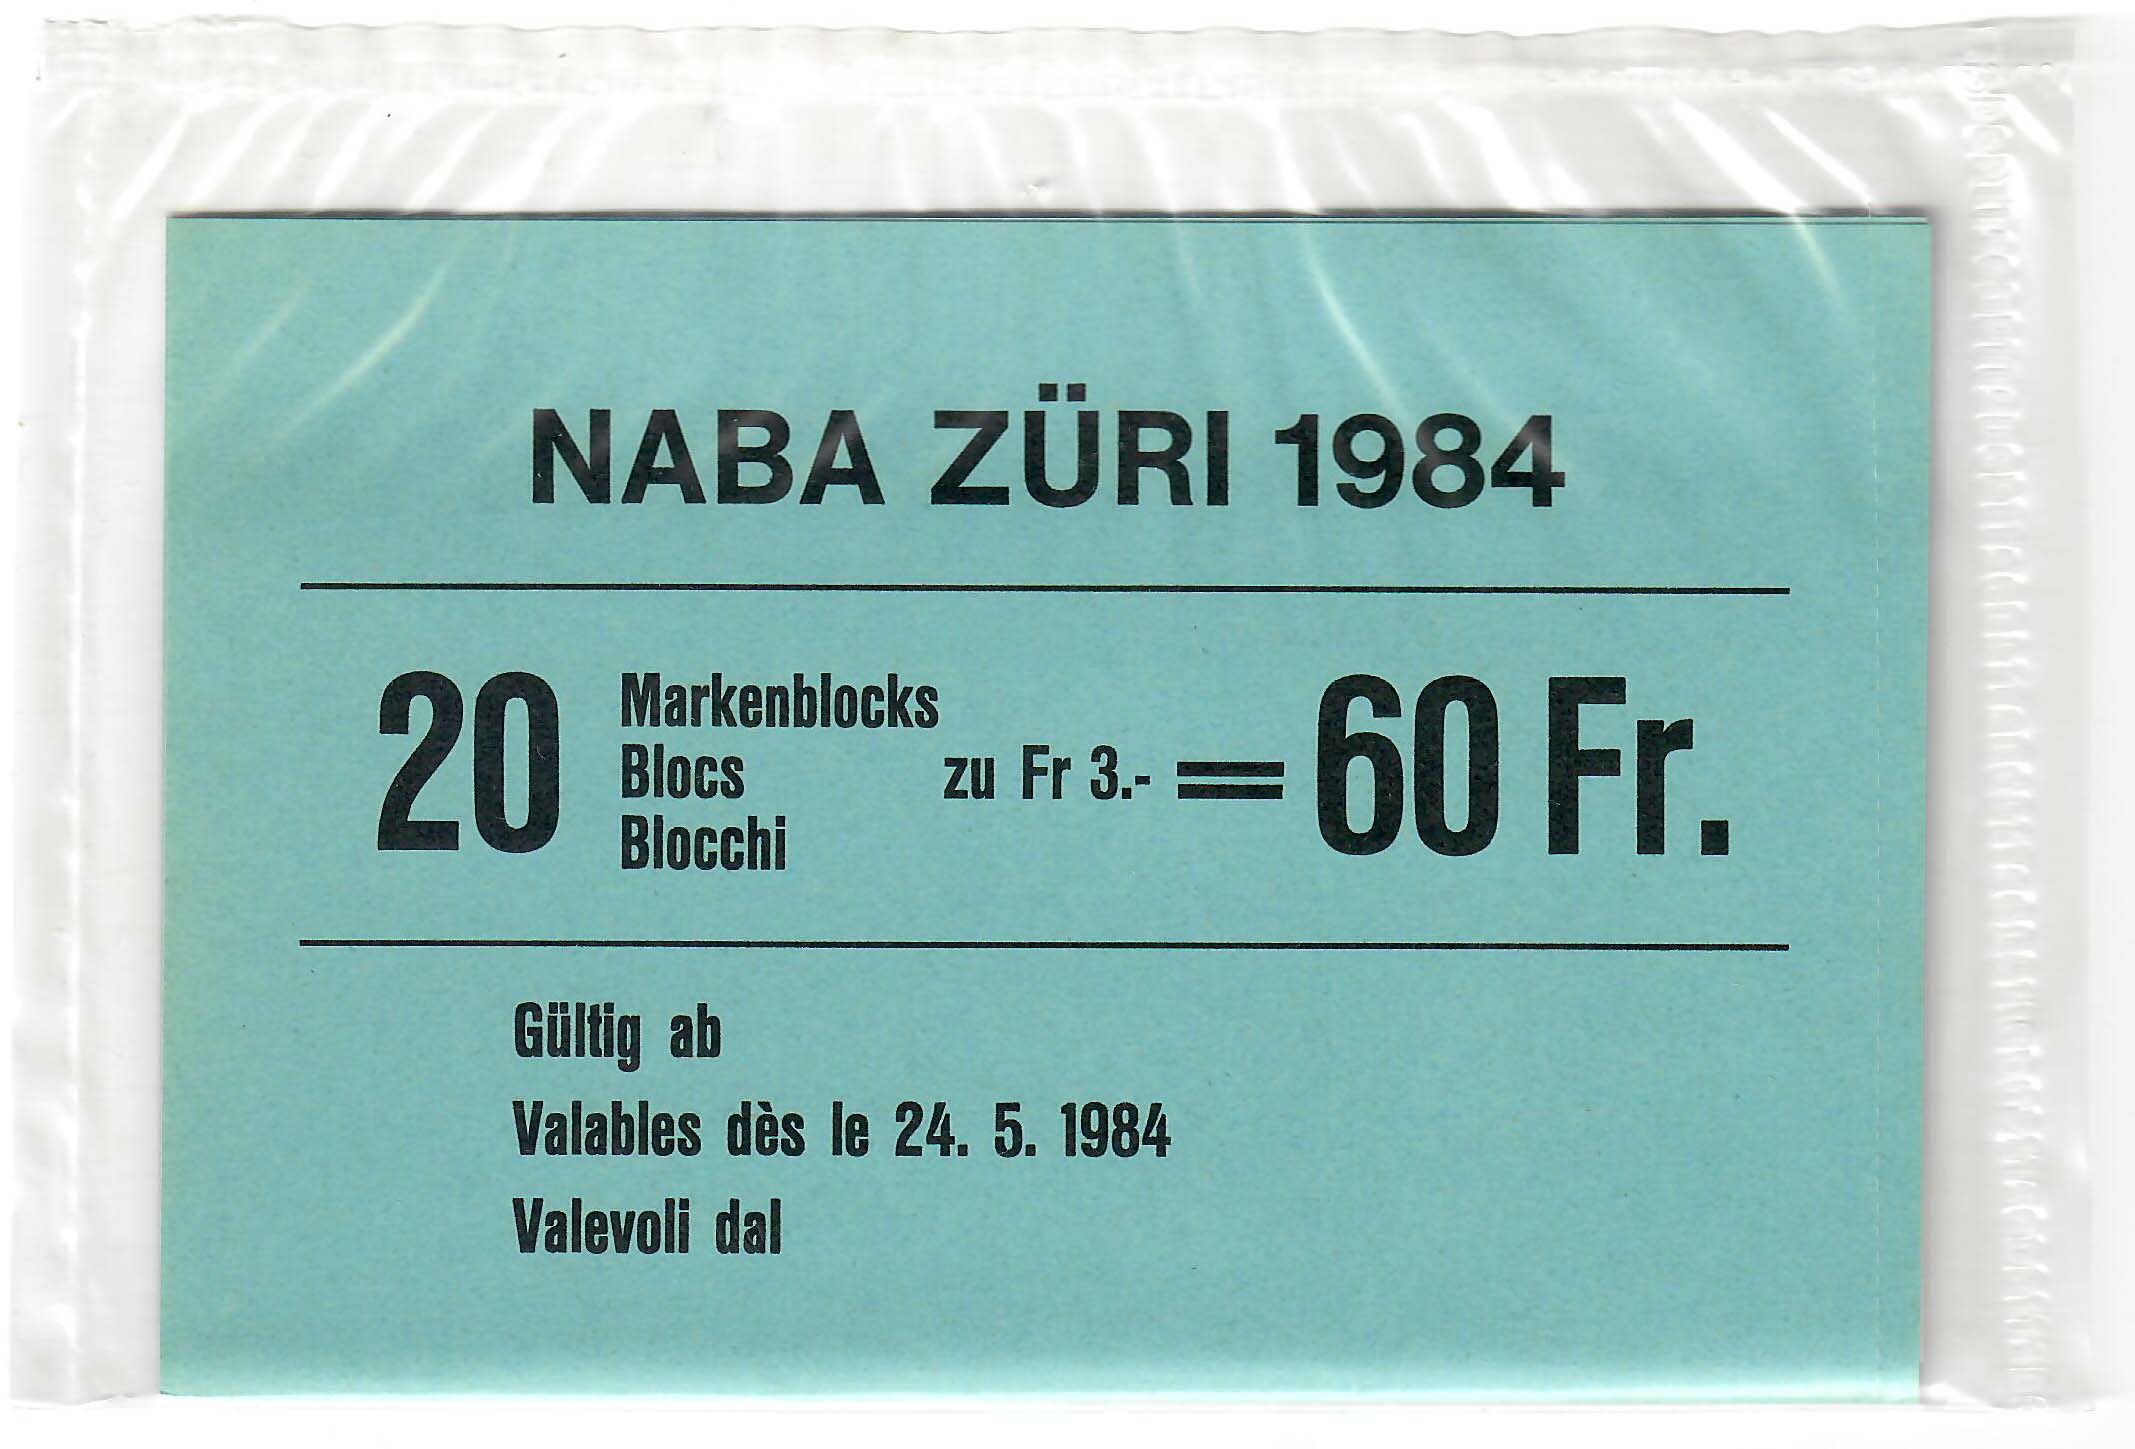 NABA ZÜRI 1984
20 Markenblocks
Blocs zu Fr 3.- = 60 Fr.
Blocchi
Gültig ab
Valables dès le 24. 5. 1984
Valevoli dal